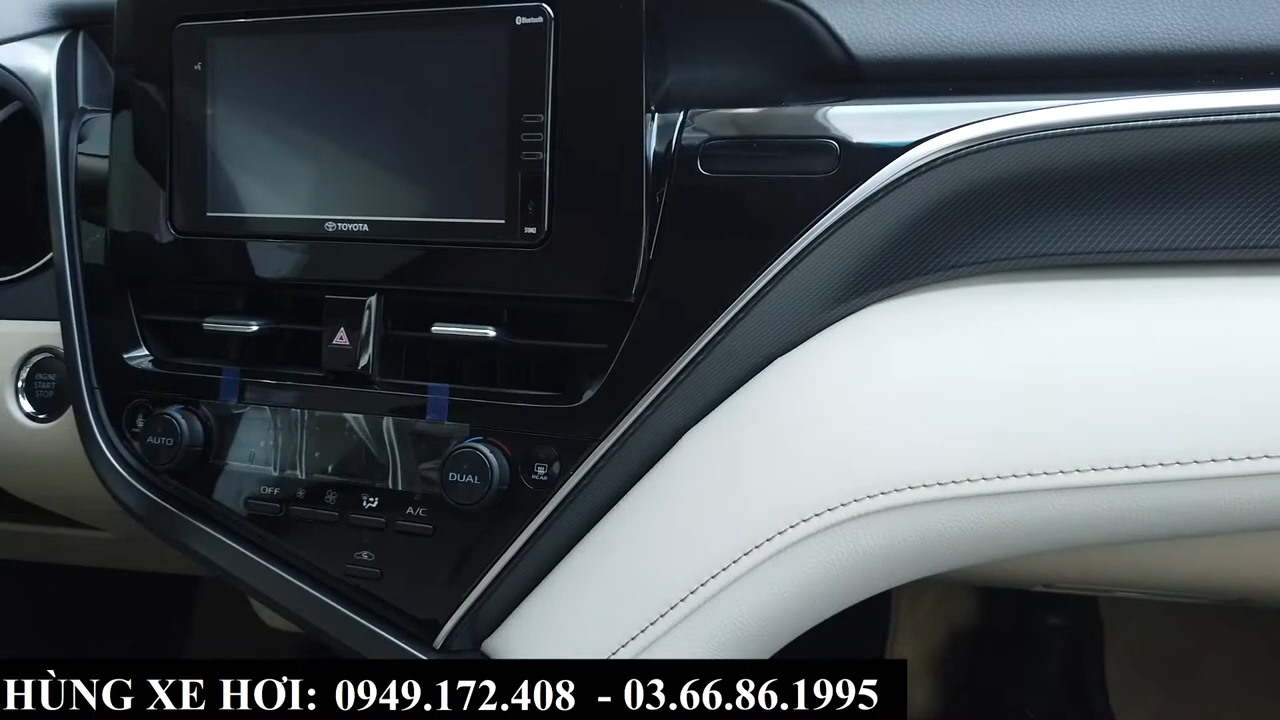 Bluetooth
TOYOTA
510463
ENGINE
START
STOP
AUTO
DUAL
REAR
OFF
A/C
HÙNG XE HƠI: 0949.172.408 - 03.66.86.1995